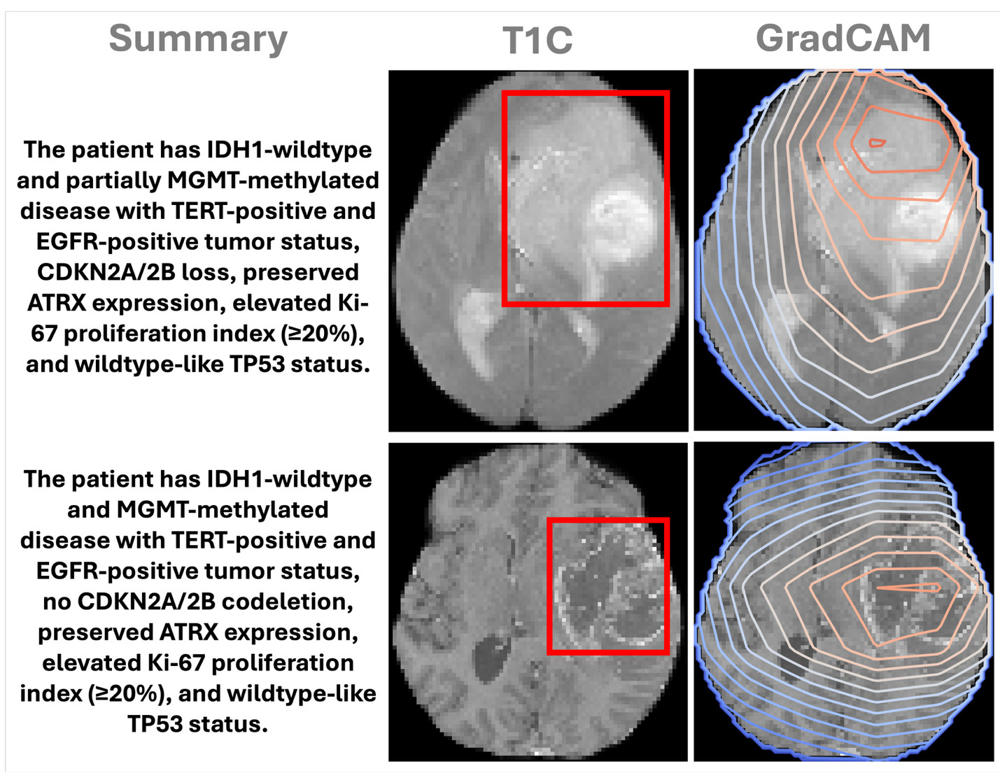 Summary
T1C
GradCAM
The patient has IDH1-wildtype
and partially MGMT-methylated
disease with TERT-positive and
EGFR-positive tumor status,
CDKN2A/2B loss, preserved
ATRX expression, elevated Ki-
67 proliferation index (≥20%),
and wildtype-like TP53 status.
The patient has IDH1-wildtype
and MGMT-methylated
disease with TERT-positive and
EGFR-positive tumor status,
no CDKN2A/2B codeletion,
preserved ATRX expression,
elevated Ki-67 proliferation
index (≥20%), and wildtype-like
TP53 status.